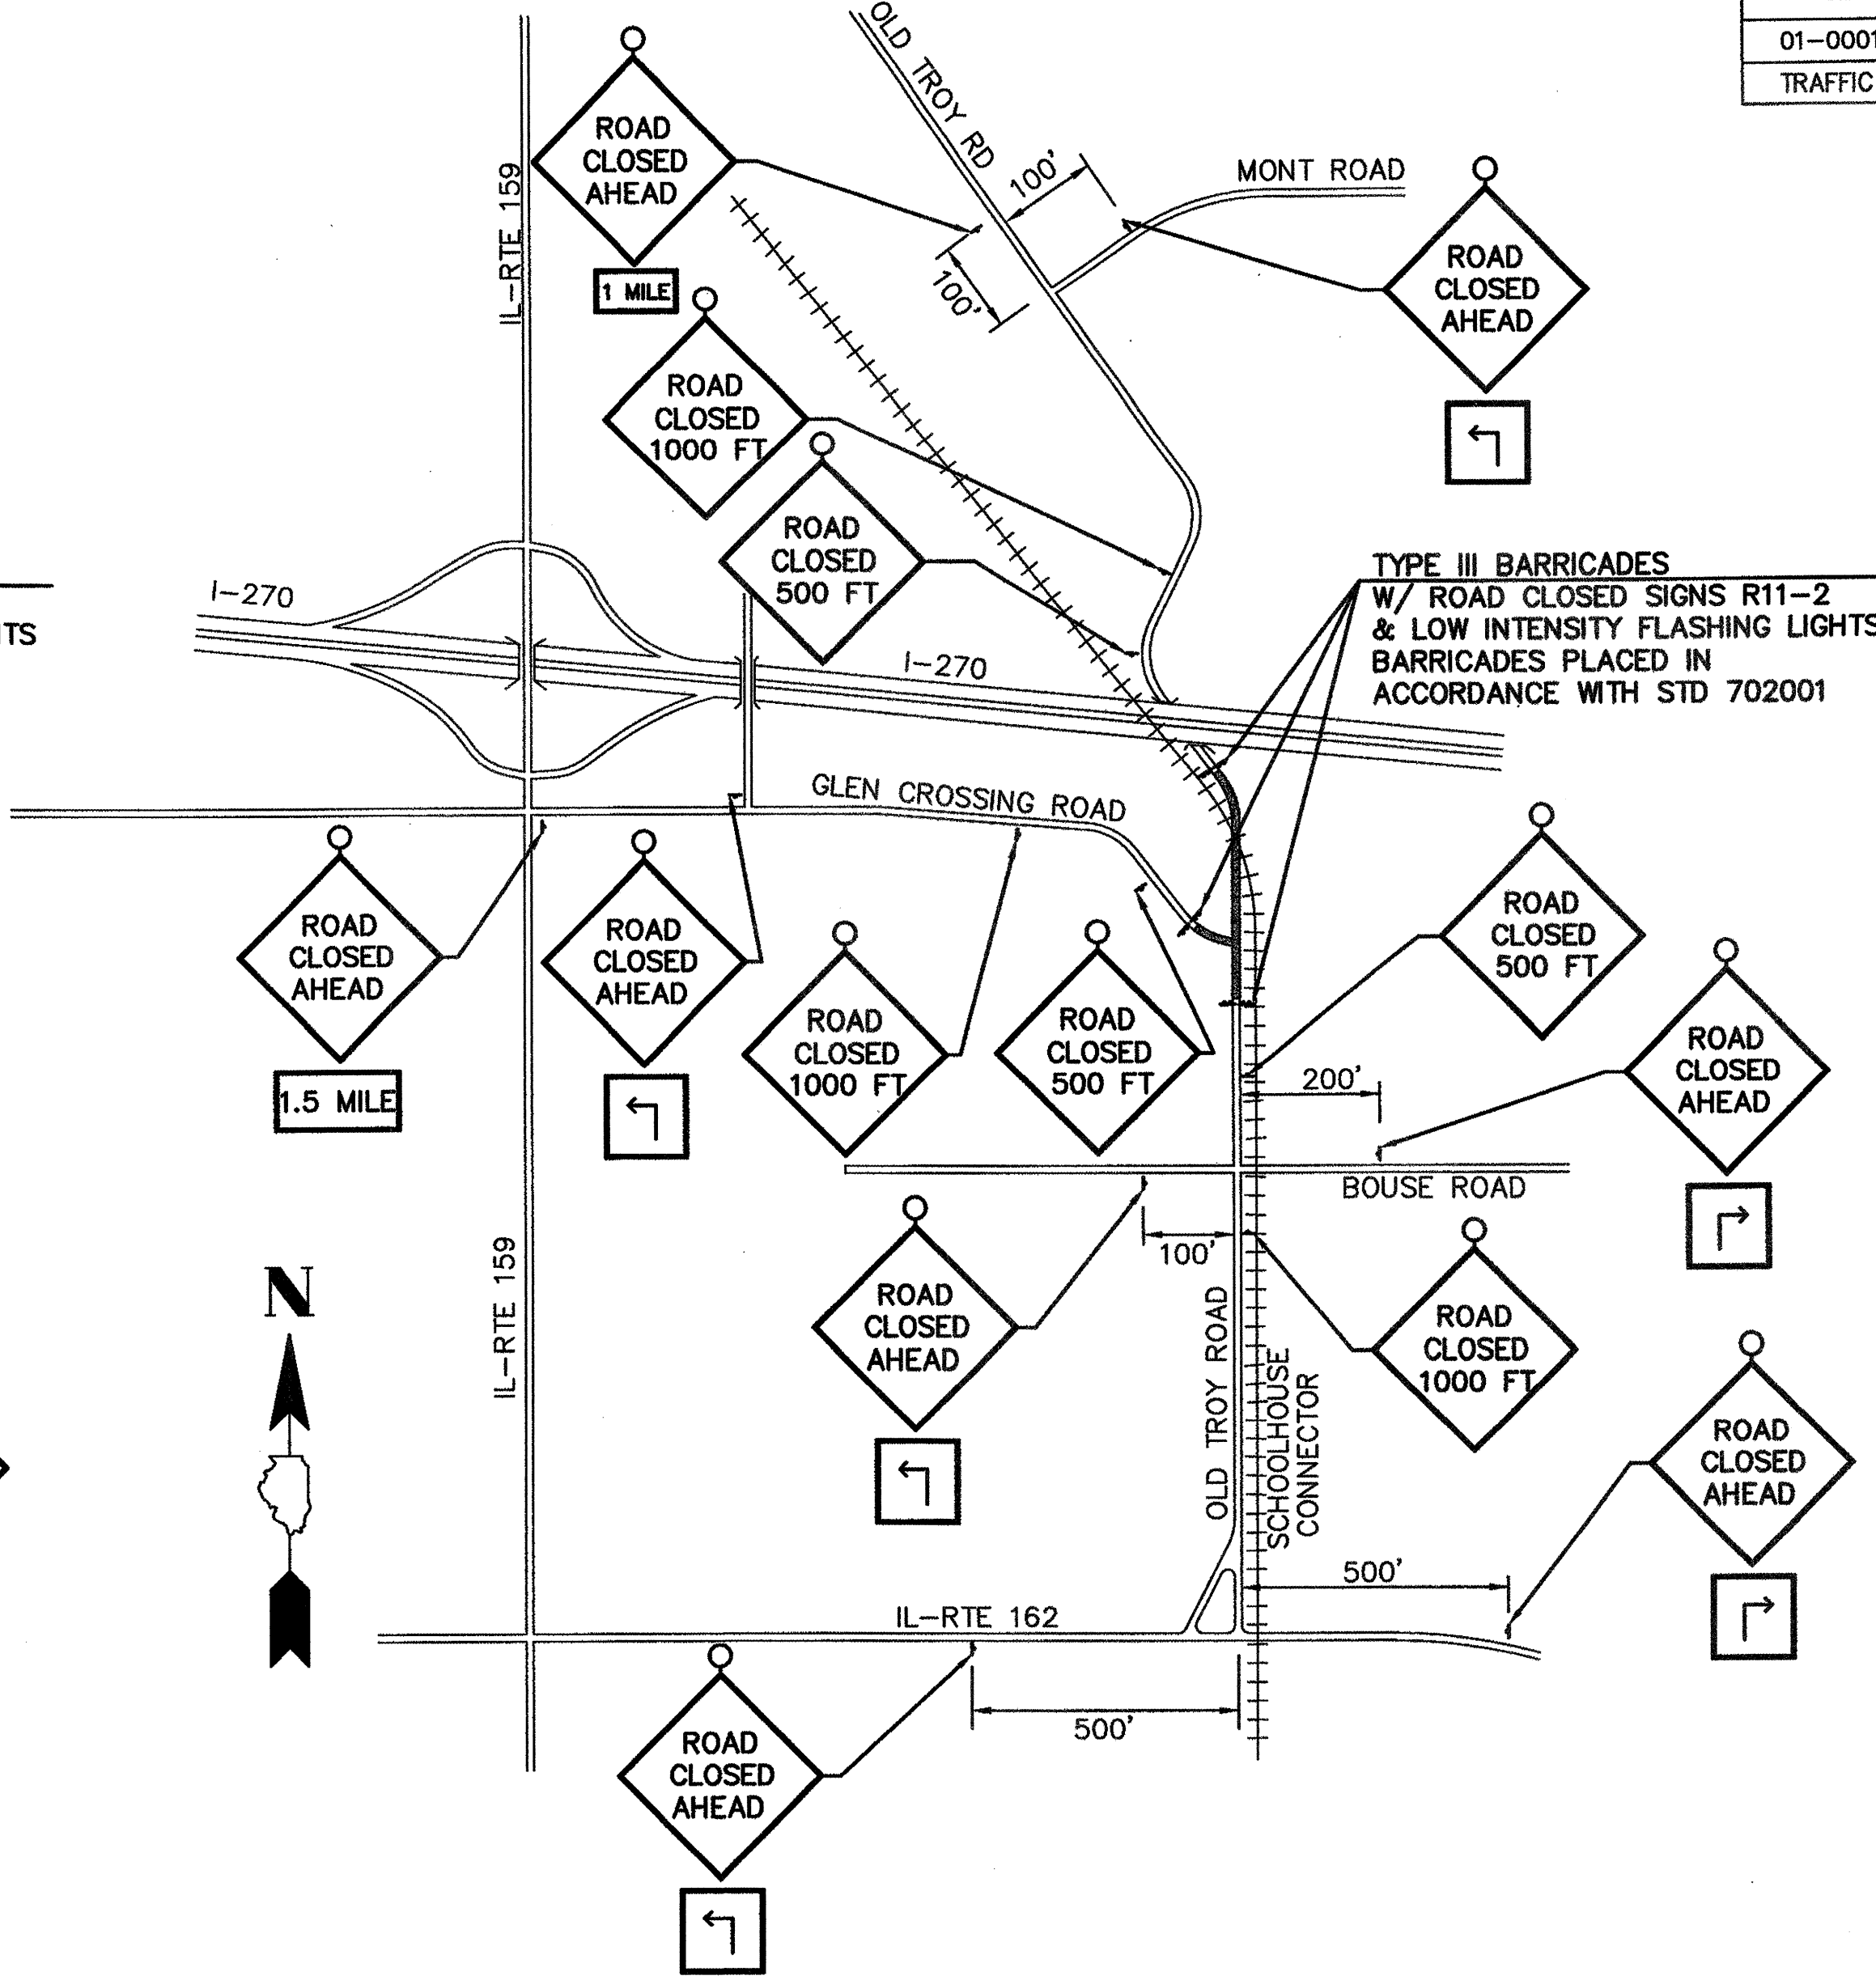 01-0001
TRAFFIC
OLD TROY RD
IL-RTE 159
ROAD
CLOSED
AHEAD
1 MILE
100'
100'
MONT ROAD
ROAD
CLOSED
AHEAD
ROAD
CLOSED
1000 FT
ROAD
CLOSED
500 FT
TYPE III BARRICADES
W/ ROAD CLOSED SIGNS R11-2
& LOW INTENSITY FLASHING LIGHTS
BARRICADES PLACED IN
ACCORDANCE WITH STD 702001
I-270
I-270
GLEN CROSSING ROAD
ROAD
CLOSED
AHEAD
1.5 MILE
ROAD
CLOSED
AHEAD
ROAD
CLOSED
1000 FT
ROAD
CLOSED
500 FT
ROAD
CLOSED
500 FT
200'
ROAD
CLOSED
AHEAD
BOUSE ROAD
100'
ROAD
CLOSED
AHEAD
IL-RTE 159
N
OLD TROY ROAD
SCHOOLHOUSE
CONNECTOR
ROAD
CLOSED
1000 FT
ROAD
CLOSED
AHEAD
500'
IL-RTE 162
500'
ROAD
CLOSED
AHEAD